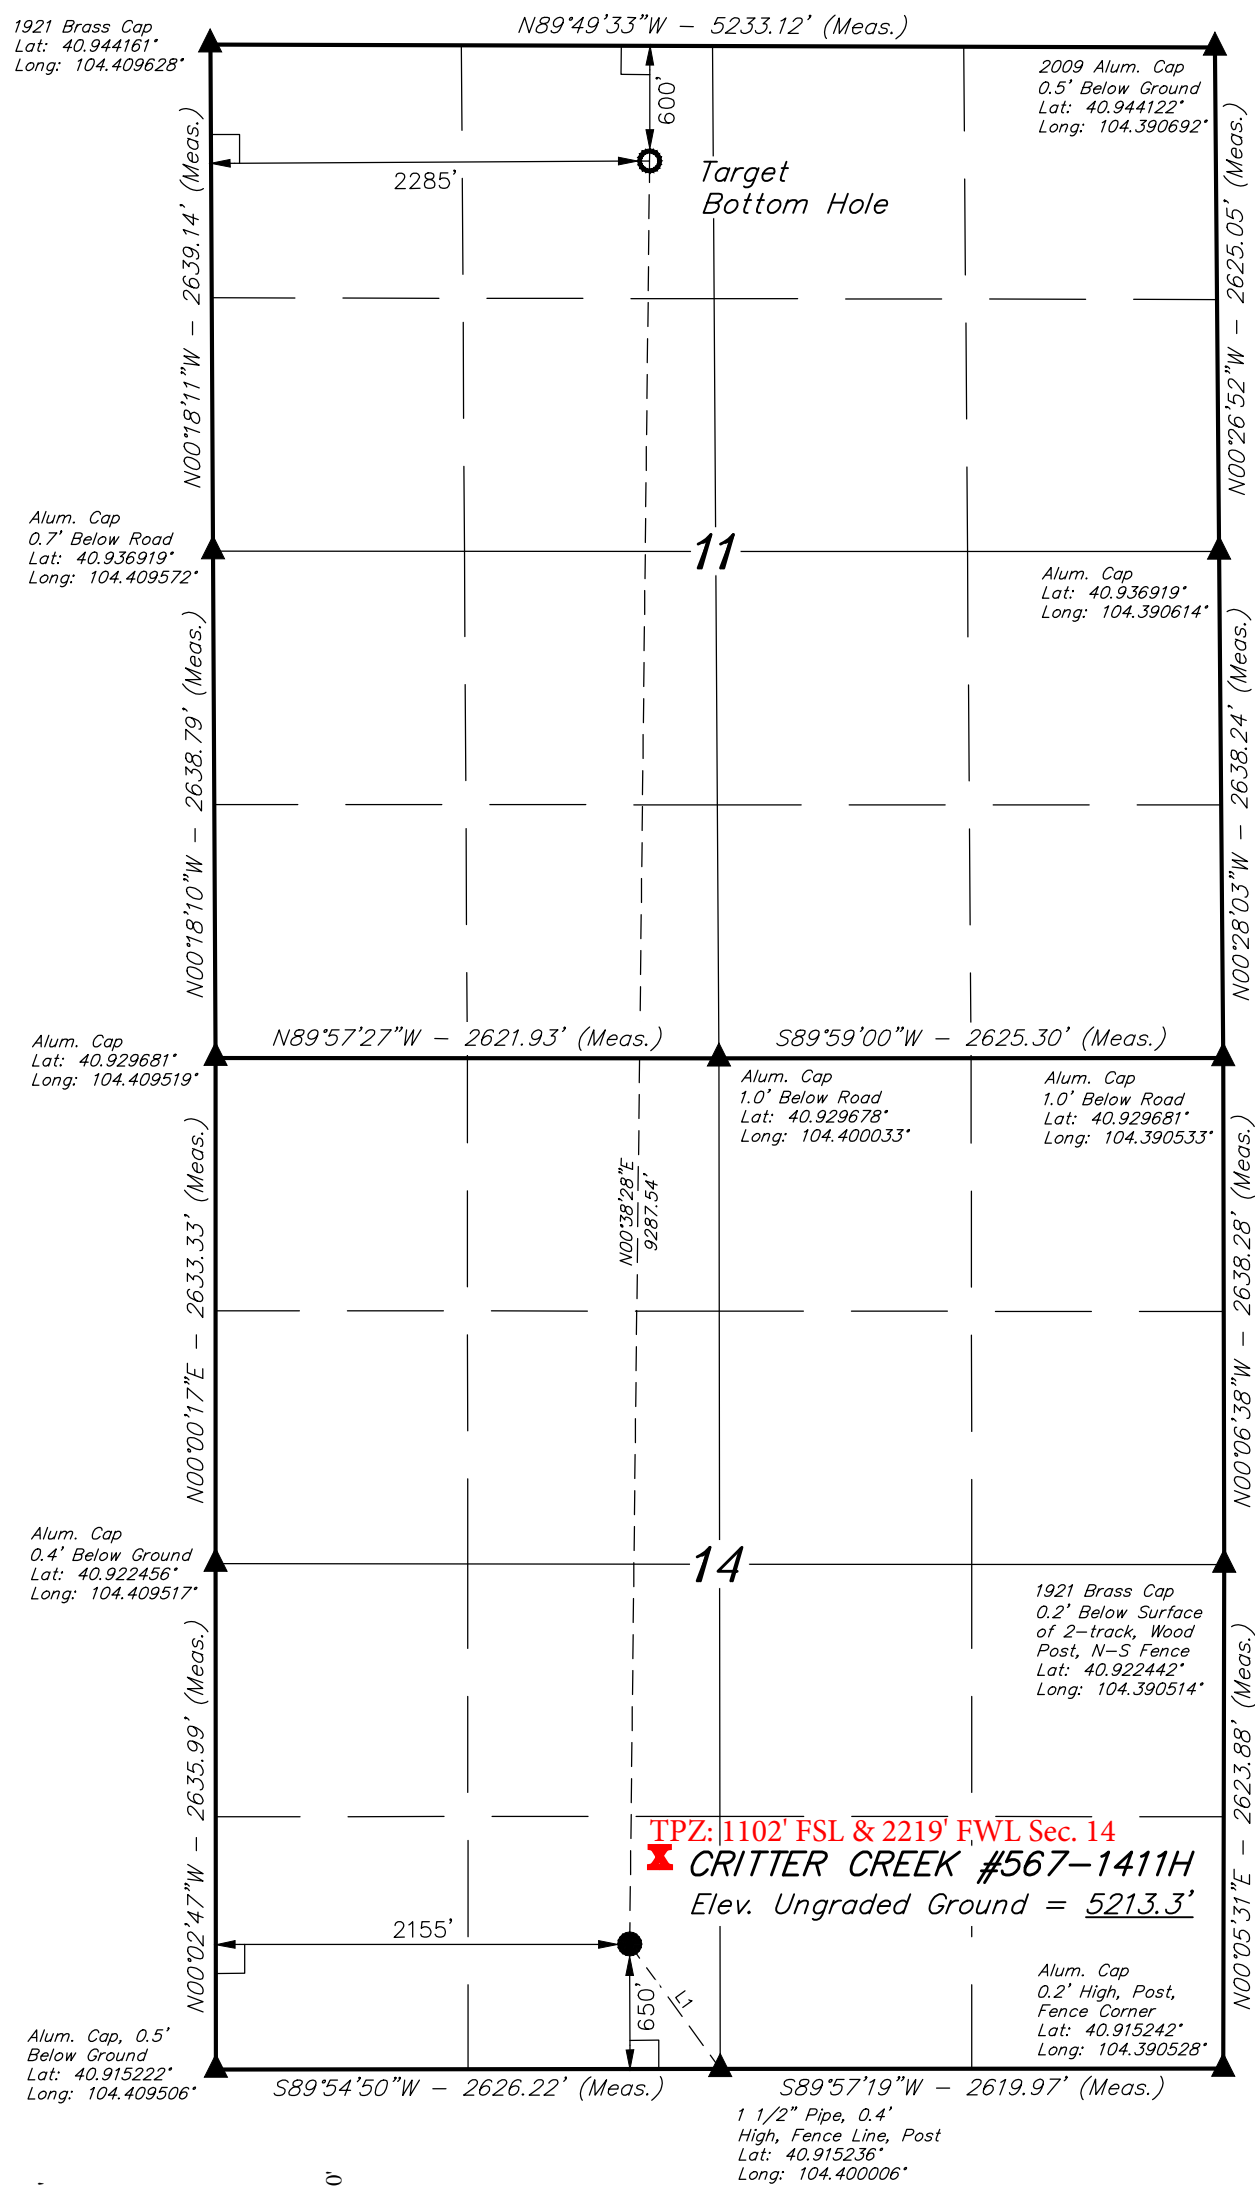 N89°49'33"W - 5233.12' (Meas.)
1921 Brass Cap
Lat: 40.944161°
Long: 104.409628°
2009 Alum. Cap
0.5' Below Ground
Lat: 40.944122°
Long: 104.390692°
600'
2285'
Target
Bottom Hole
N00°18'11"W - 2639.14' (Meas.)
N00°26'52"W - 2625.05' (Meas.)
Alum. Cap
0.7' Below Road
Lat: 40.936919°
Long: 104.409572°
11
Alum. Cap
Lat: 40.936919°
Long: 104.390614°
N00°18'10"W - 2638.79' (Meas.)
N00°28'03"W - 2638.24' (Meas.)
Alum. Cap
Lat: 40.929681°
Long: 104.409519°
N89°57'27"W - 2621.93' (Meas.)
S89°59'00"W - 2625.30' (Meas.)
Alum. Cap
1.0' Below Road
Lat: 40.929678°
Long: 104.400033°
Alum. Cap
1.0' Below Road
Lat: 40.929681°
Long: 104.390533°
N00°38'28"E
9287.54'
N00°00'17"E - 2633.33' (Meas.)
N00°06'38"W - 2638.28' (Meas.)
Alum. Cap
0.4' Below Ground
Lat: 40.922456°
Long: 104.409517°
14
1921 Brass Cap
0.2' Below Surface
of 2-track, Wood
Post, N-S Fence
Lat: 40.922442°
Long: 104.390514°
N00°02'47"W - 2635.99' (Meas.)
N00°05'31"E - 2623.88' (Meas.)
TPZ: 1102' FSL & 2219' FWL Sec. 14
CRITTER CREEK #567-1411H
Elev. Ungraded Ground = 5213.3'
2155'
650'
L1
Alum. Cap
0.2' High, Post,
Fence Corner
Lat: 40.915242°
Long: 104.390528°
Alum. Cap, 0.5'
Below Ground
Lat: 40.915222°
Long: 104.409506°
S89°54'50"W - 2626.22' (Meas.)
S89°57'19"W - 2619.97' (Meas.)
1 1/2" Pipe, 0.4'
High, Fence Line, Post
Lat: 40.915236°
Long: 104.400006°
0'